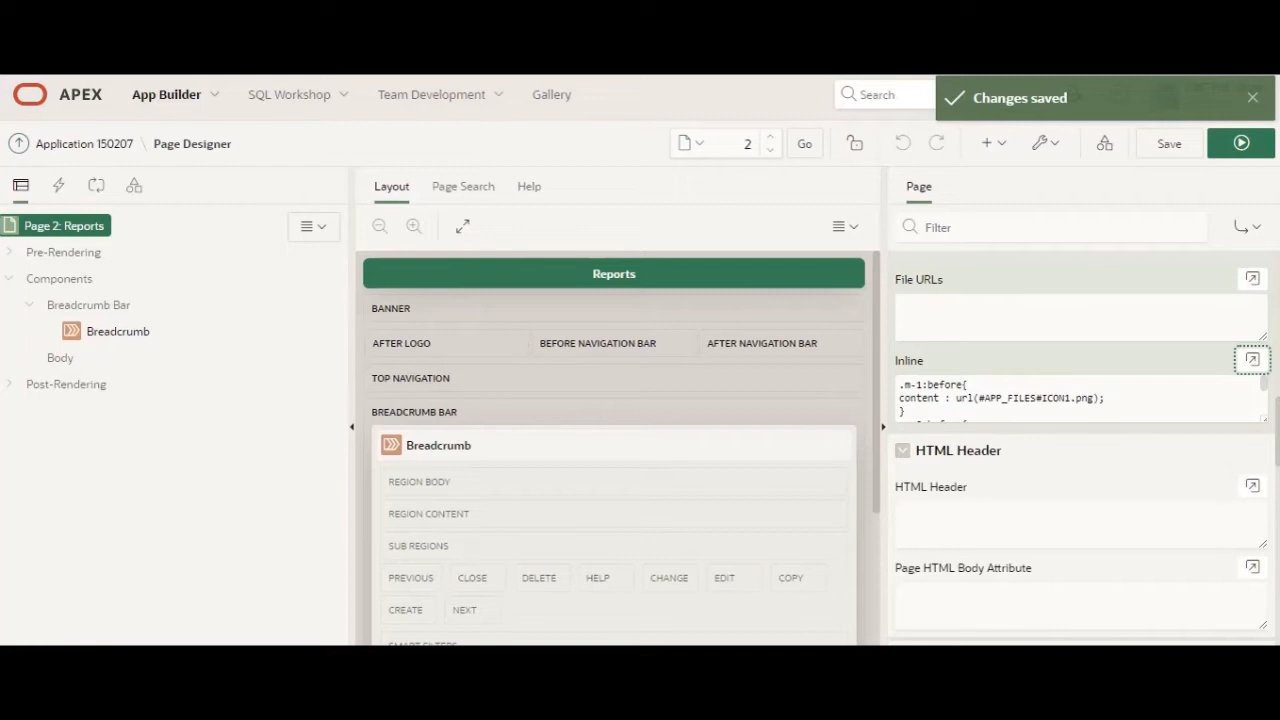 APEX
App Builder
SQL Workshop
Team Development
Gallery
Search
Changes saved
Application 150207 \ Page Designer
2
Go
Save
Layout
Page Search
Help
Page
Page 2: Reports
Pre-Rendering
Components
Breadcrumb Bar
Breadcrumb
Body
Post-Rendering
Reports
BANNER
AFTER LOGO
BEFORE NAVIGATION BAR
AFTER NAVIGATION BAR
TOP NAVIGATION
BREADCRUMB BAR
Breadcrumb
REGION BODY
REGION CONTENT
SUB REGIONS
PREVIOUS
CLOSE
DELETE
HELP
CHANGE
EDIT
COPY
CREATE
NEXT
SMART FILTERS
Filter
File URLs
Inline
.m-1:before{
content : url(#APP_FILES#ICON1.png);
}
HTML Header
HTML Header
Page HTML Body Attribute